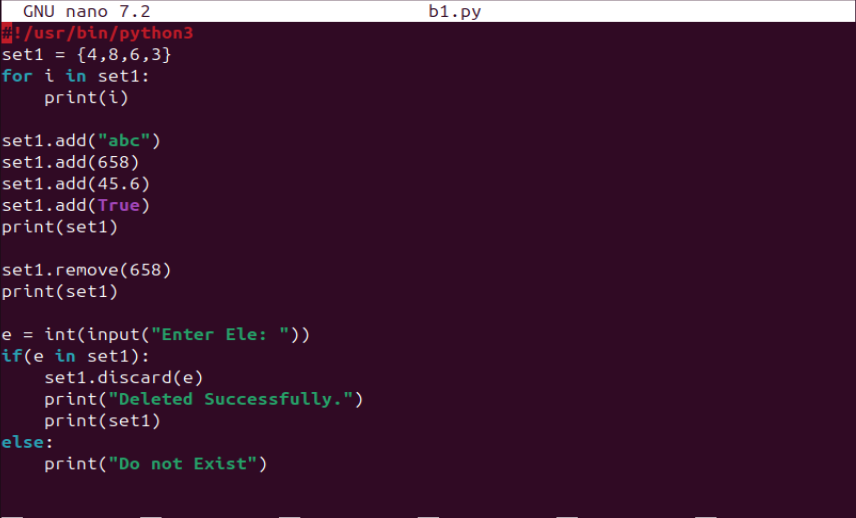 GNU nano 7.2 b1.py
#!/usr/bin/python3
set1 = {4,8,6,3}
for i in set1:
    print(i)

set1.add("abc")
set1.add(658)
set1.add(45.6)
set1.add(True)
print(set1)

set1.remove(658)
print(set1)

e = int(input("Enter Ele: "))
if(e in set1):
    set1.discard(e)
    print("Deleted Successfully.")
    print(set1)
else:
    print("Do not Exist")